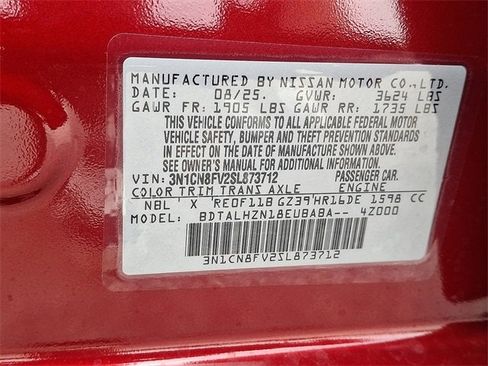 MANUFACTURED BY NISSAN MOTOR CO., LTD.
DATE: 08/25 GVWR: 3624 LBS
GAWR FR: 1905 LBS GAWR RR: 1735 LBS
THIS VEHICLE CONFORMS TO ALL APPLICABLE
FEDERAL MOTOR
VEHICLE SAFETY, BUMPER AND THEFT PREVENTION STANDARDS
IN EFFECT ON THE DATE OF
MANUFACTURE SHOWN ABOVE.
SEE OWNER'S MANUAL FOR ADDITIONAL INFORMATION.
VIN: 3N1CN8FV2SL873712 PASSENGER CAR.
COLOR TRIM TRANS AXLE ENGINE
NBL X RE0F11B GZ39 HR16DE 1598 CC
MODEL: BDTALHZN18EUBABA-- 4Z000
3N1CN8FV2SL873712